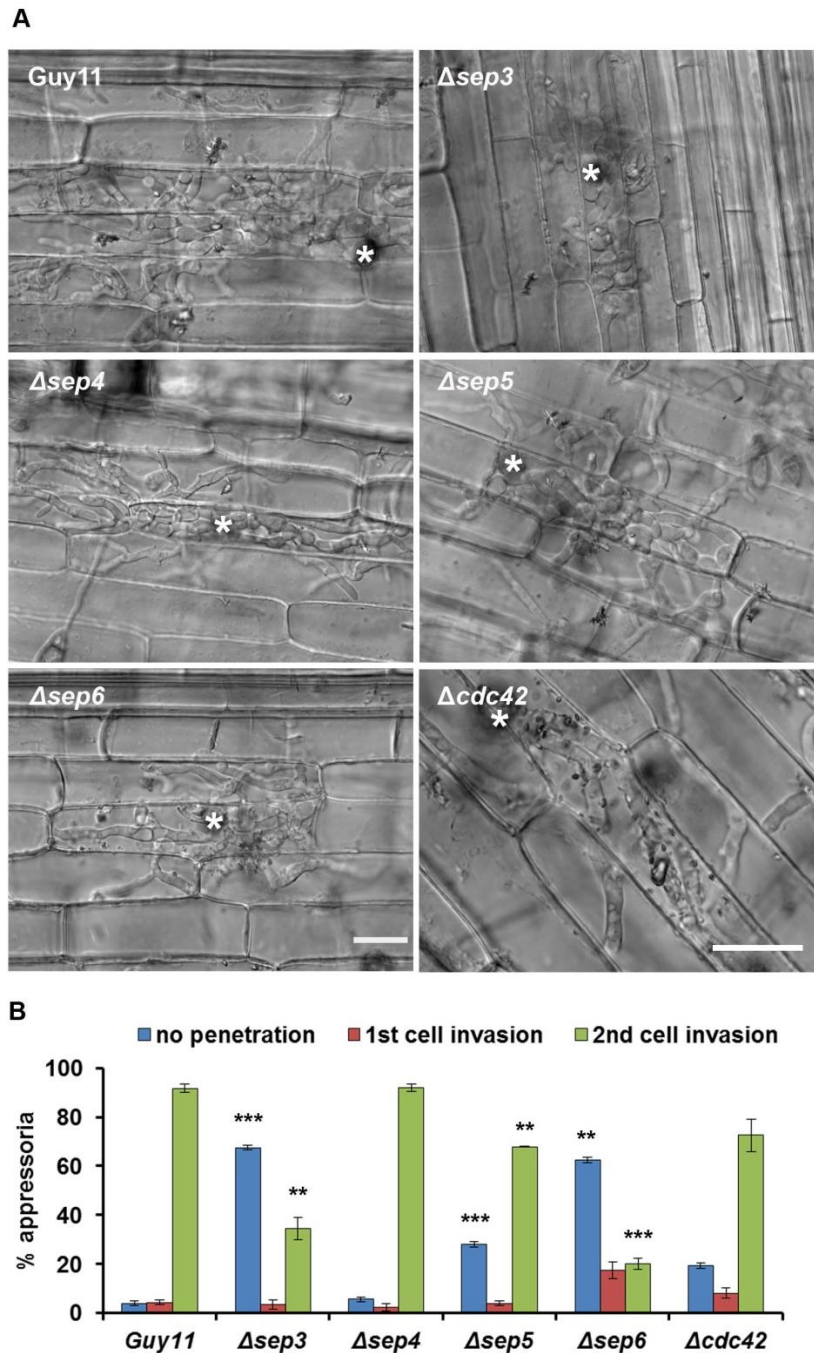 A
Guy11
Δsep3
*
*
Δsep4
Δsep5
*
*
Δsep6
Δcdc42
*
*
B
no penetration 1st cell invasion 2nd cell invasion
100
80
60
40
20
0
% appressoria
***
**
***
**
**
***
Guy11 Δsep3 Δsep4 Δsep5 Δsep6 Δcdc42